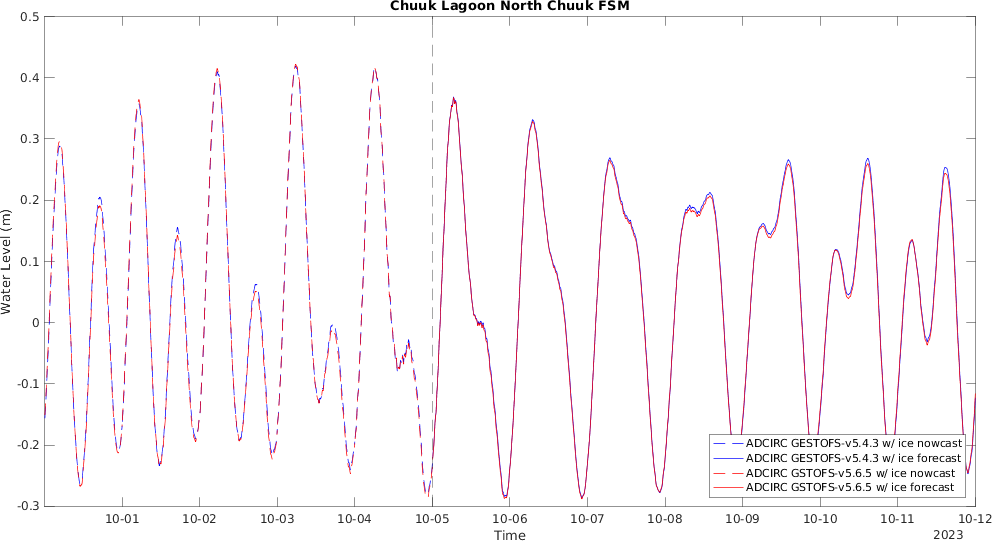 Chuuk Lagoon North Chuuk FSM
Water Level (m)
0.5
0.4
0.3
0.2
0.1
0
-0.1
-0.2
-0.3
ADCIRC GESTOFS-v5.4.3 w/ ice nowcast
ADCIRC GESTOFS-v5.4.3 w/ ice forecast
ADCIRC GSTOFS-v5.6.5 w/ ice nowcast
ADCIRC GSTOFS-v5.6.5 w/ ice forecast
10-01 10-02 10-03 10-04 10-05 10-06 10-07 10-08 10-09 10-10 10-11 10-12
Time
2023